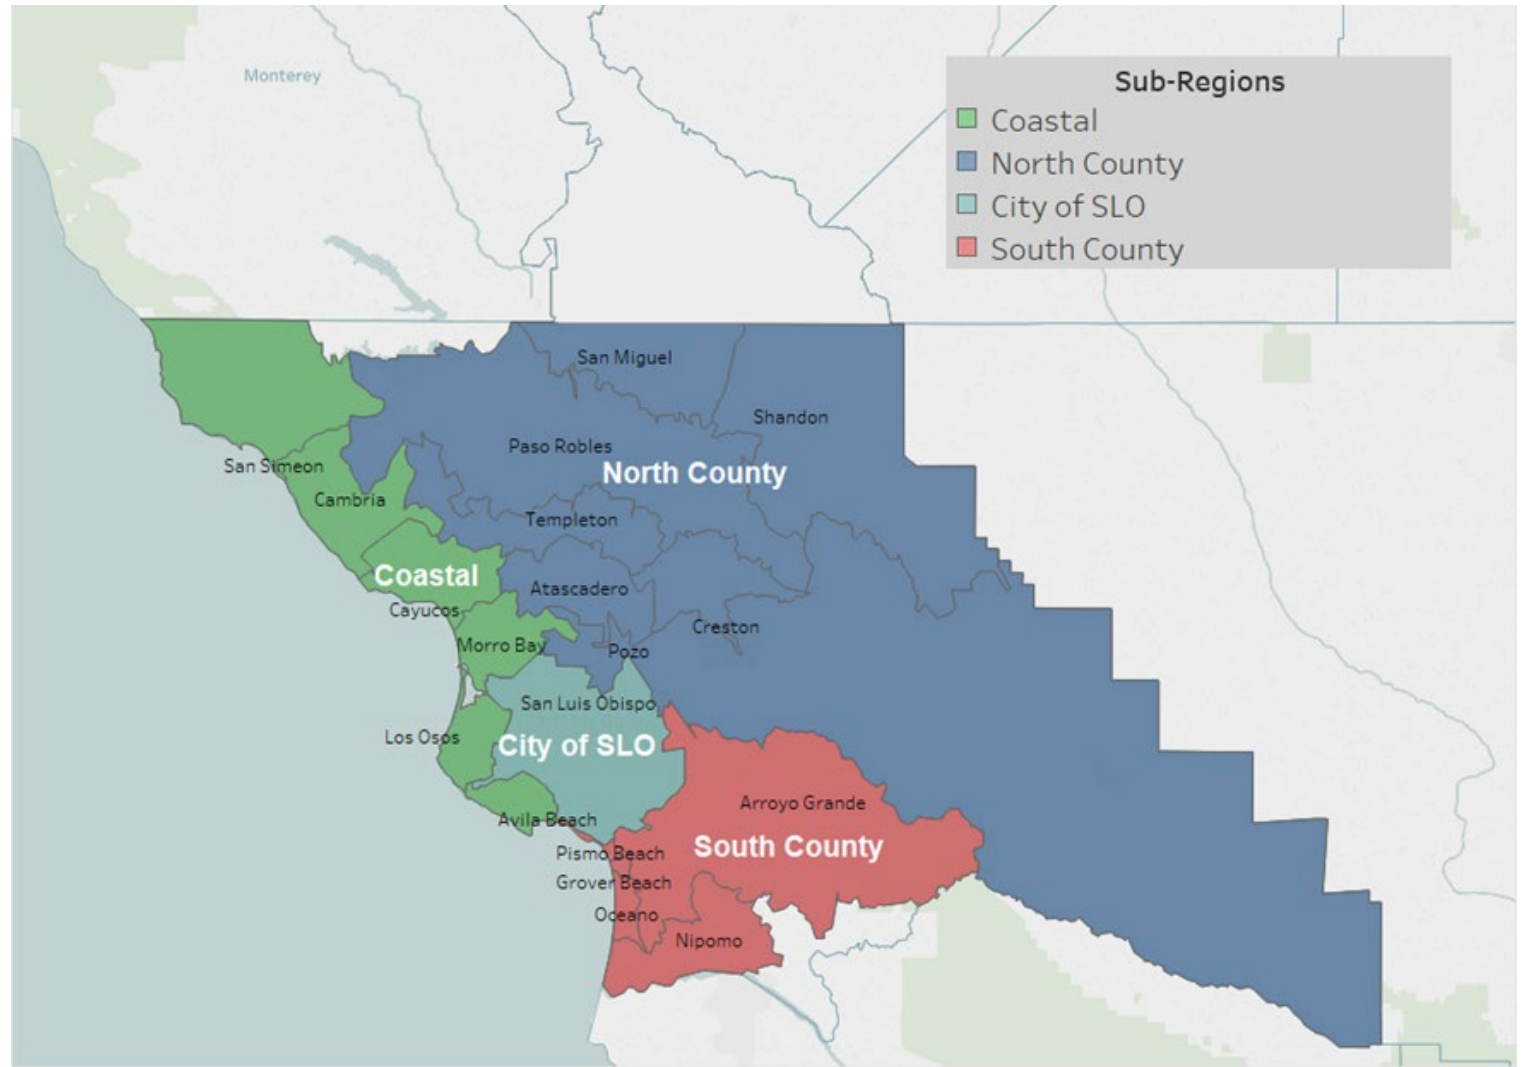 Monterey
Sub-Regions
Coastal
North County
City of SLO
South County
San Miguel
Shandon
Paso Robles
North County
San Simeon
Cambria
Templeton
Coastal
Atascadero
Cayucos
Creston
Morro Bay
Pozo
San Luis Obispo
Los Osos
City of SLO
Arroyo Grande
Avila Beach
South County
Pismo Beach
Grover Beach
Oceano
Nipomo